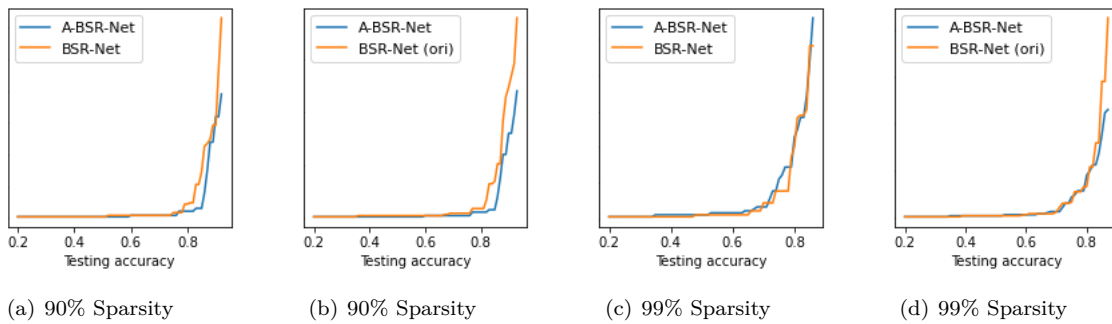 A-BSR-Net
BSR-Net
0.2 0.4 0.6 0.8
Testing accuracy
(a) 90% Sparsity
A-BSR-Net
BSR-Net (ori)
0.2 0.4 0.6 0.8
Testing accuracy
(b) 90% Sparsity
A-BSR-Net
BSR-Net
0.2 0.4 0.6 0.8
Testing accuracy
(c) 99% Sparsity
A-BSR-Net
BSR-Net (ori)
0.2 0.4 0.6 0.8
Testing accuracy
(d) 99% Sparsity